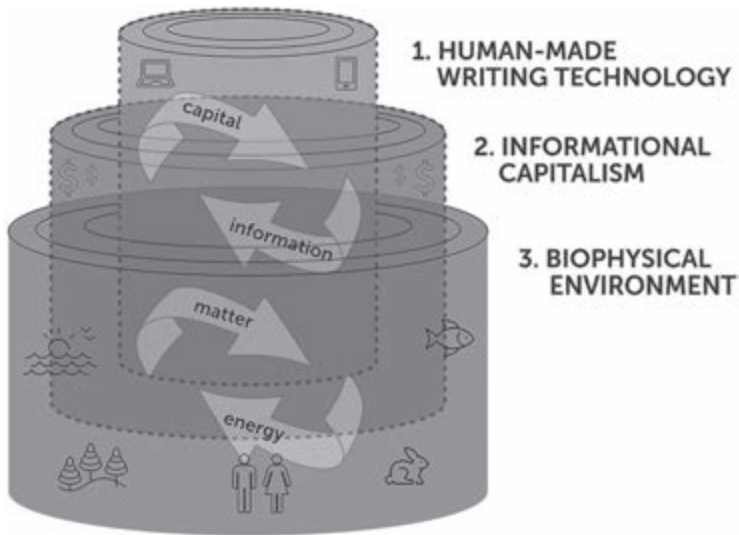 1. HUMAN-MADE
WRITING TECHNOLOGY
capital
2. INFORMATIONAL
CAPITALISM
$ $ $ $
information
3. BIOPHYSICAL
ENVIRONMENT
matter
energy